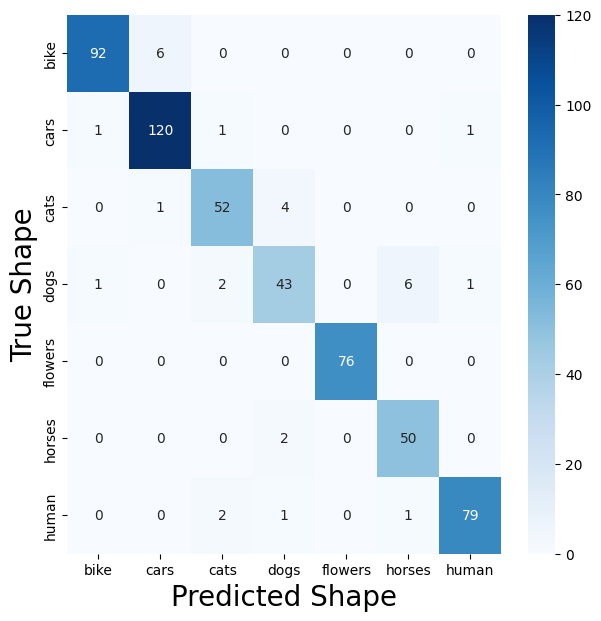 True Shape
bike 92 6 0 0 0 0 0
cars 1 120 1 0 0 0 1
cats 0 1 52 4 0 0 0
dogs 1 0 2 43 0 6 1
flowers 0 0 0 0 76 0 0
horses 0 0 0 2 0 50 0
human 0 0 2 1 0 1 79
bike cars cats dogs flowers horses human
Predicted Shape
120
100
80
60
40
20
0